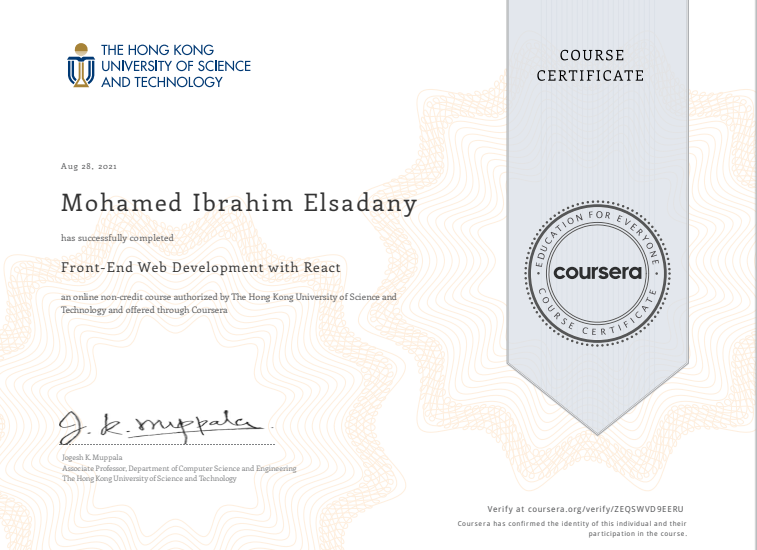 THE HONG KONG
UNIVERSITY OF SCIENCE
AND TECHNOLOGY
COURSE
CERTIFICATE
Aug 28, 2021
Mohamed Ibrahim Elsadany
has successfully completed
Front-End Web Development with React
an online non-credit course authorized by The Hong Kong University of Science and
Technology and offered through Coursera
EDUCATION FOR EVERYONE
coursera
COURSE CERTIFICATE
J. K. Muppala
Jogesh K. Muppala
Associate Professor, Department of Computer Science and Engineering
The Hong Kong University of Science and Technology
Verify at coursera.org/verify/ZEQSWVD9EERU
Coursera has confirmed the identity of this individual and their
participation in the course.